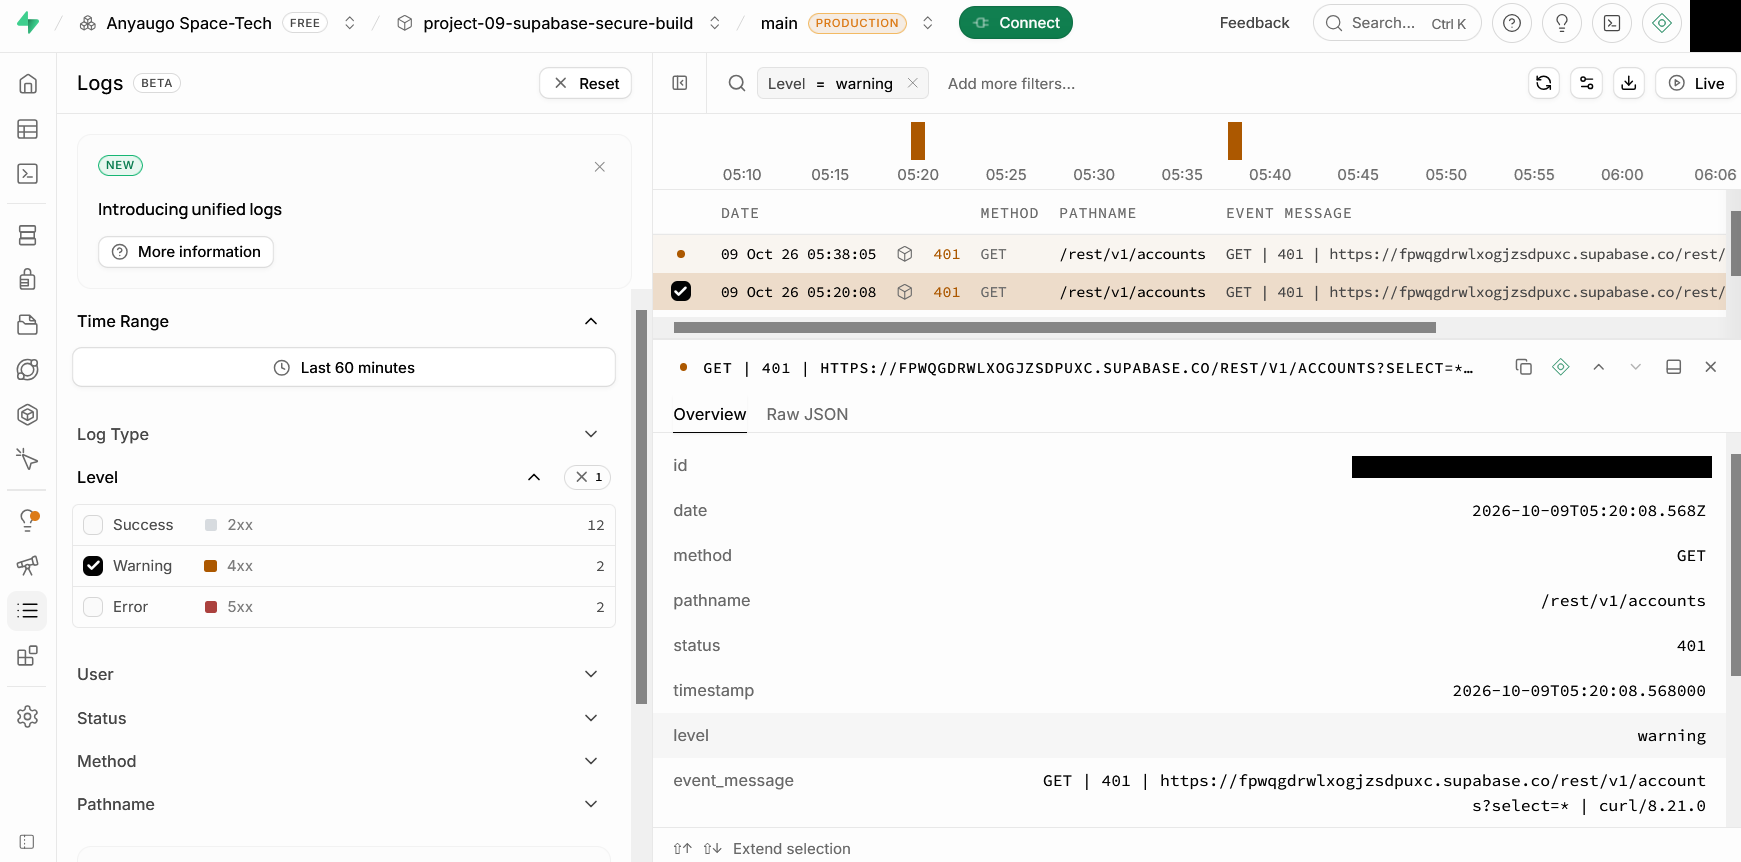 Anyaugo Space-Tech FREE project-09-supabase-secure-build main PRODUCTION Connect Feedback Search... Ctrl K
Logs BETA Reset
NEW
Introducing unified logs
More information
Time Range
Last 60 minutes
Log Type
Level 1
Success 2xx 12
Warning 4xx 2
Error 5xx 2
User
Status
Method
Pathname
Level = warning Add more filters... Live
05:10 05:15 05:20 05:25 05:30 05:35 05:40 05:45 05:50 05:55 06:00 06:06
DATE METHOD PATHNAME EVENT MESSAGE
09 Oct 26 05:38:05 401 GET /rest/v1/accounts GET | 401 | https://fpwqgdrwlxogjzsdpuxc.supabase.co/rest/
09 Oct 26 05:20:08 401 GET /rest/v1/accounts GET | 401 | https://fpwqgdrwlxogjzsdpuxc.supabase.co/rest/
GET | 401 | HTTPS://FPWQGDRWLXOGJZSDPUXC.SUPABASE.CO/REST/V1/ACCOUNTS?SELECT=*…
Overview Raw JSON
id
date 2026-10-09T05:20:08.568Z
method GET
pathname /rest/v1/accounts
status 401
timestamp 2026-10-09T05:20:08.568000
level warning
event_message GET | 401 | https://fpwqgdrwlxogjzsdpuxc.supabase.co/rest/v1/account
s?select=* | curl/8.21.0
⇧↑ ⇧↓ Extend selection